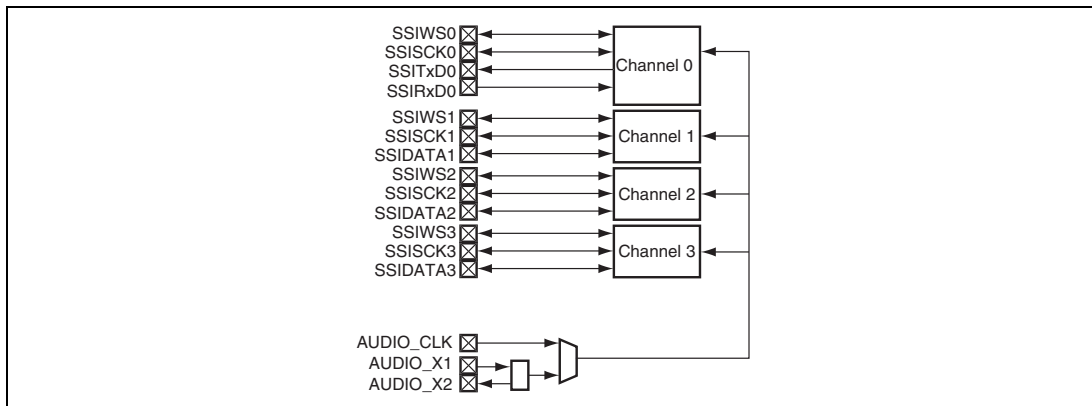 SSIWS0
SSISCK0
SSITxD0
SSIRxD0
Channel 0
SSIWS1
SSISCK1
SSIDATA1
Channel 1
SSIWS2
SSISCK2
SSIDATA2
Channel 2
SSIWS3
SSISCK3
SSIDATA3
Channel 3
AUDIO_CLK
AUDIO_X1
AUDIO_X2